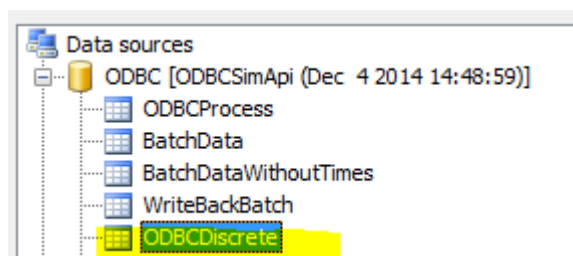 Data sources
ODBC [ODBCSimApi (Dec  4 2014 14:48:59)]
ODBCProcess
BatchData
BatchDataWithoutTimes
WriteBackBatch
ODBCDiscrete